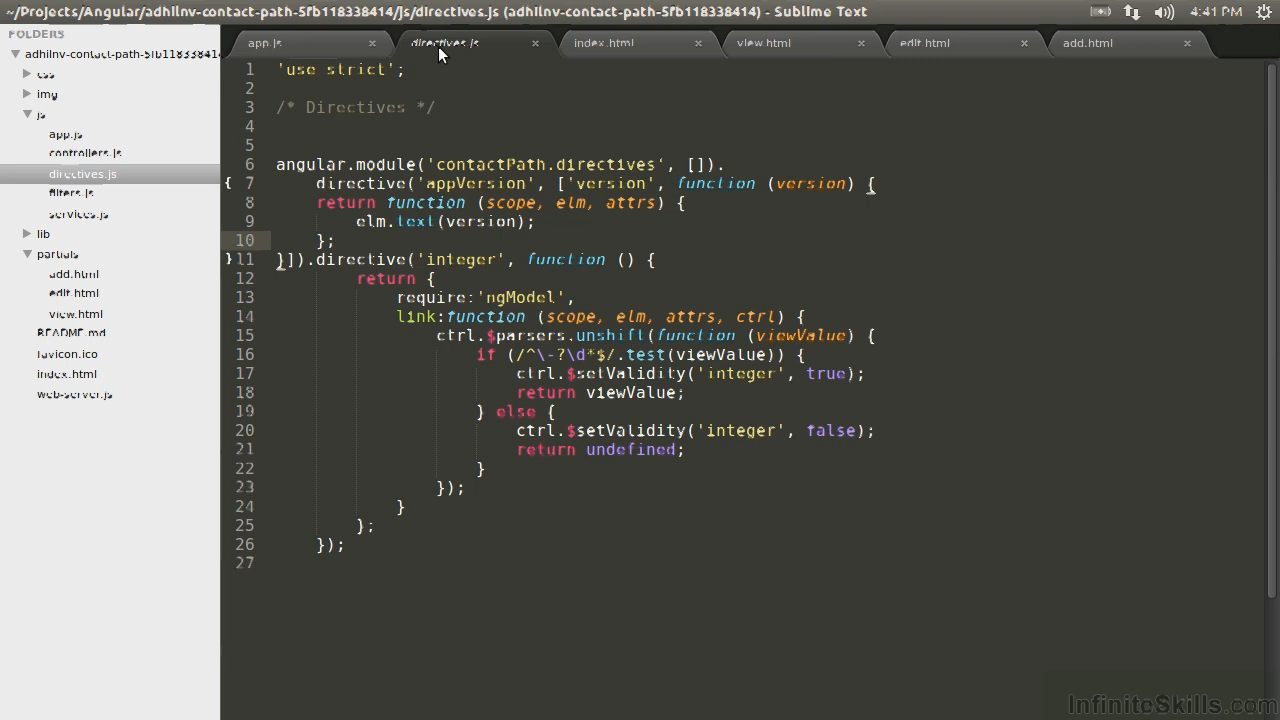 ~/Projects/Angular/adhilnv-contact-path-5fb118338414/js/directives.js (adhilnv-contact-path-5fb118338414) - Sublime Text
4:41 PM
FOLDERS
adhilnv-contact-path-5fb118338414
css
img
js
app.js
controllers.js
directives.js
filters.js
services.js
lib
partials
add.html
edit.html
view.html
README.md
favicon.ico
index.html
web-server.js
app.js
directives.js
index.html
view.html
edit.html
add.html
1 'use strict';
2
3 /* Directives */
4
5
6 angular.module('contactPath.directives', []).
7 directive('appVersion', ['version', function (version) {
8 return function (scope, elm, attrs) {
9 elm.text(version);
10 };
11 }]).directive('integer', function () {
12 return {
13 require:'ngModel',
14 link:function (scope, elm, attrs, ctrl) {
15 ctrl.$parsers.unshift(function (viewValue) {
16 if (/^\-?\d*$/.test(viewValue)) {
17 ctrl.$setValidity('integer', true);
18 return viewValue;
19 } else {
20 ctrl.$setValidity('integer', false);
21 return undefined;
22 }
23 });
24 }
25 };
26 });
27
InfiniteSkills.com